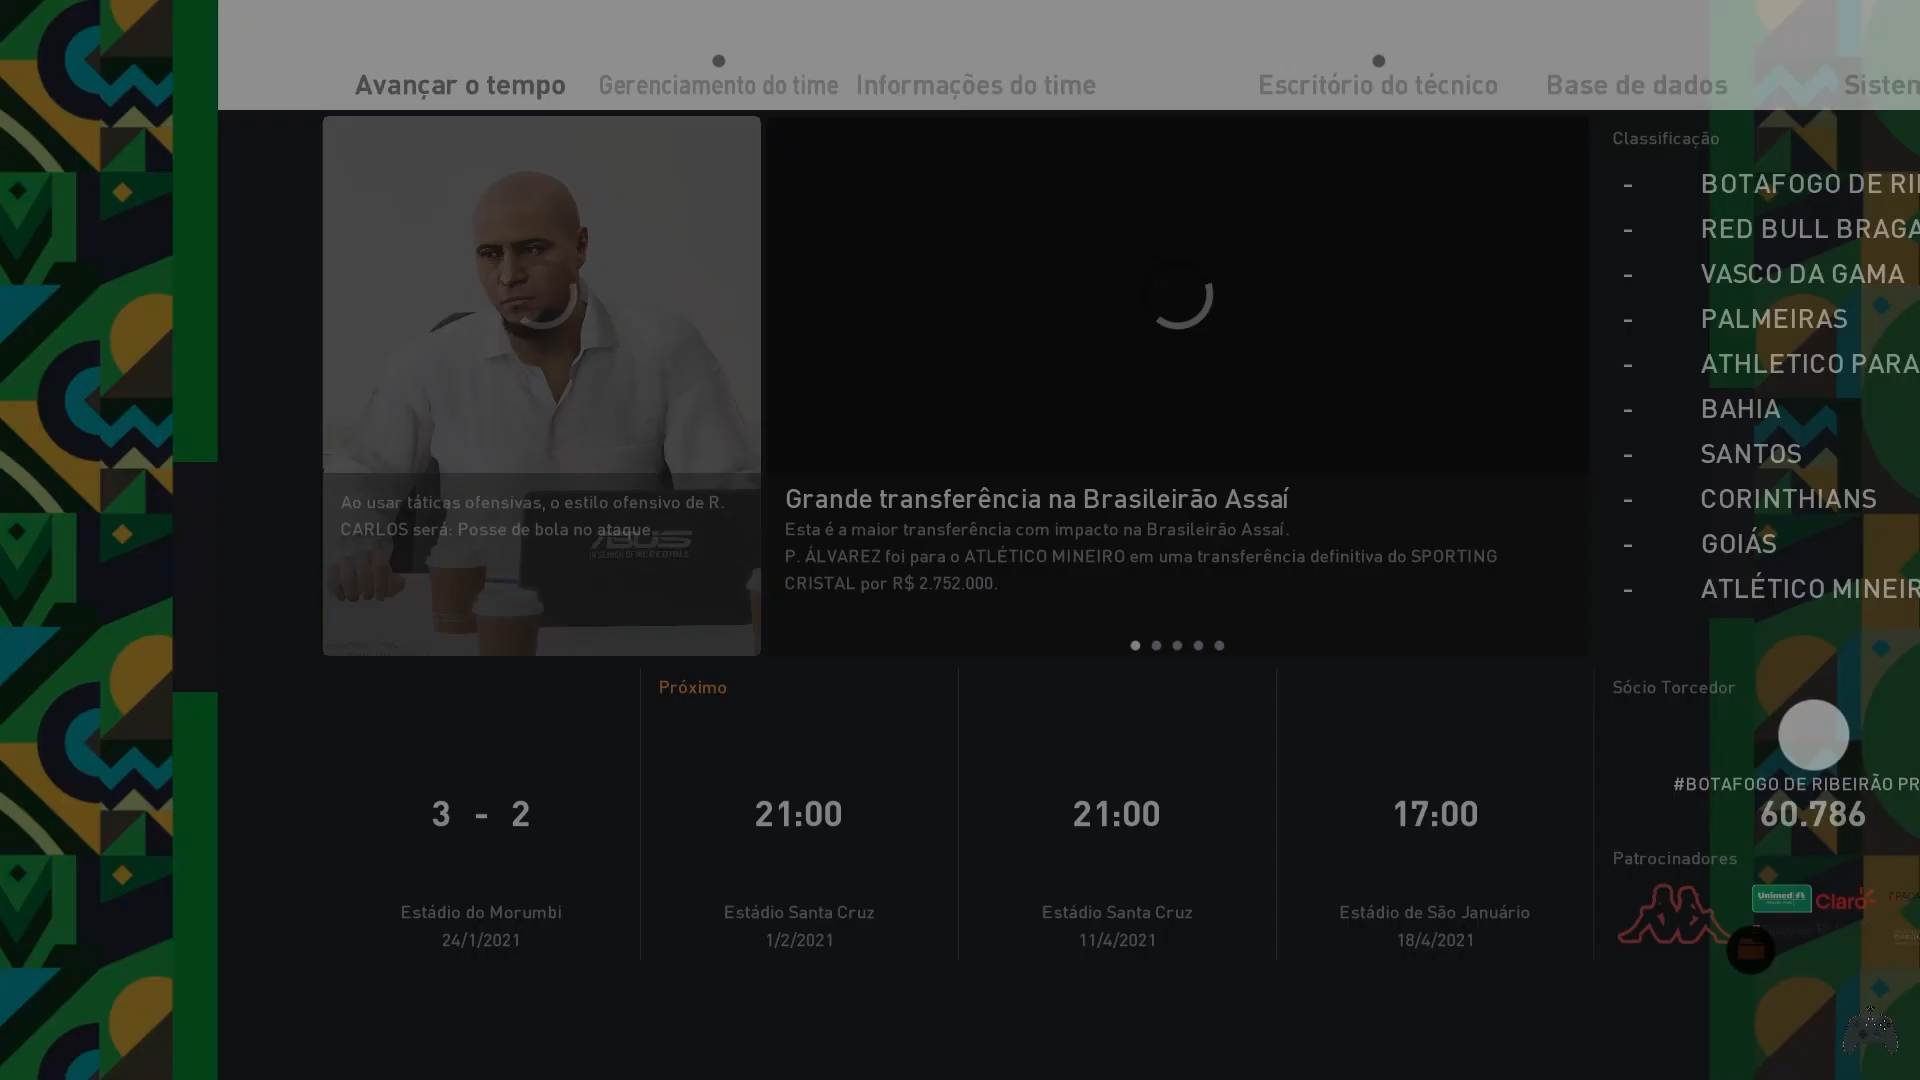 Avançar o tempo
Gerenciamento do time
Informações do time
Escritório do técnico
Base de dados
Sisten
Classificação
- BOTAFOGO DE RI
- RED BULL BRAGA
- VASCO DA GAMA
- PALMEIRAS
- ATHLETICO PARA
- BAHIA
- SANTOS
- CORINTHIANS
- GOIÁS
- ATLÉTICO MINEIR
Ao usar táticas ofensivas, o estilo ofensivo de R.
CARLOS será: Posse de bola no ataque
Grande transferência na Brasileirão Assaí
Esta é a maior transferência com impacto na Brasileirão Assaí.
P. ÁLVAREZ foi para o ATLÉTICO MINEIRO em uma transferência definitiva do SPORTING
CRISTAL por R$ 2.752.000.
3 - 2
Estádio do Morumbi
24/1/2021
Próximo
21:00
Estádio Santa Cruz
1/2/2021
21:00
Estádio Santa Cruz
11/4/2021
17:00
Estádio de São Januário
18/4/2021
Sócio Torcedor
#BOTAFOGO DE RIBEIRÃO PR
60.786
Patrocinadores
Unimed
Claro